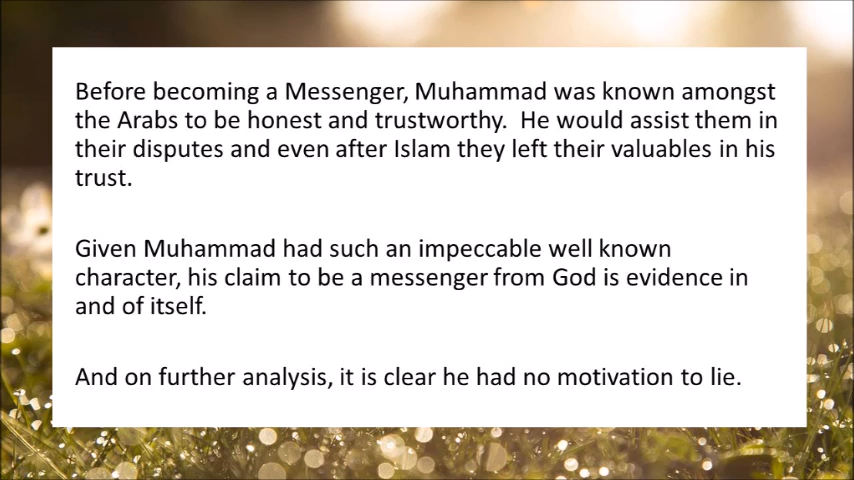 Before becoming a Messenger, Muhammad was known amongst
the Arabs to be honest and trustworthy.  He would assist them in
their disputes and even after Islam they left their valuables in his
trust.
Given Muhammad had such an impeccable well known
character, his claim to be a messenger from God is evidence in
and of itself.
And on further analysis, it is clear he had no motivation to lie.